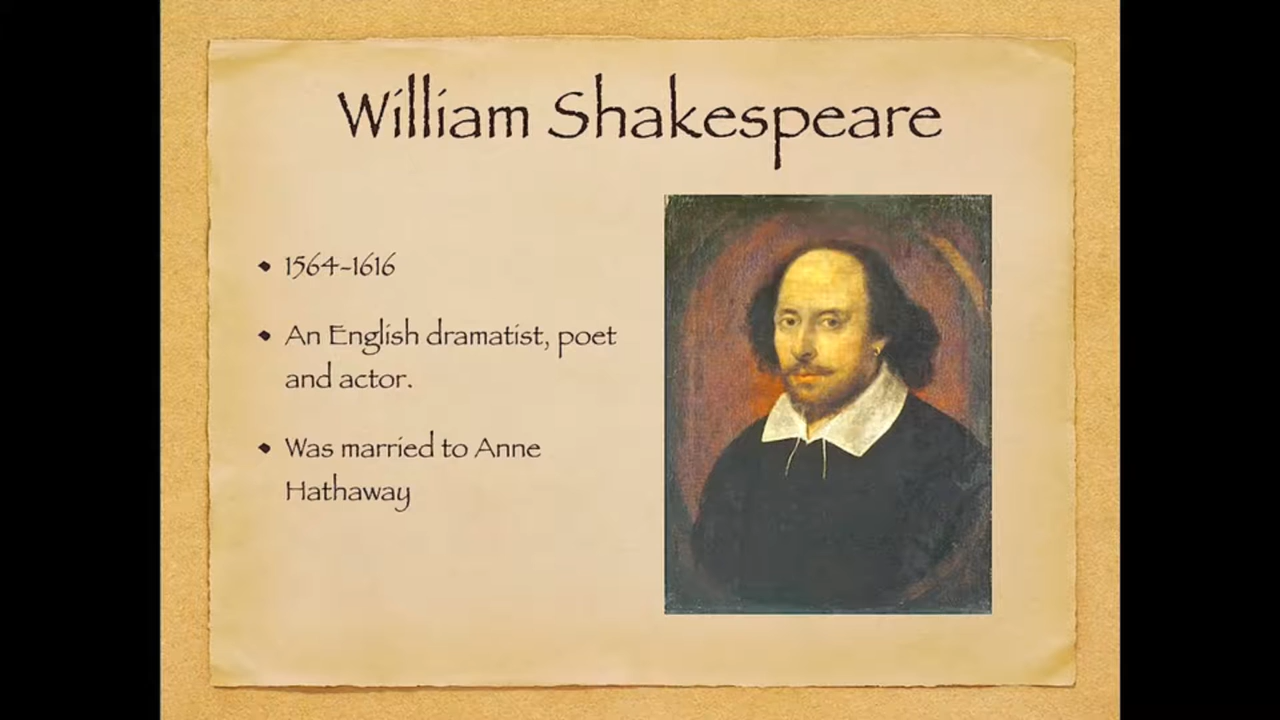 William Shakespeare
• 1564-1616
• An English dramatist, poet
and actor.
• Was married to Anne
Hathaway